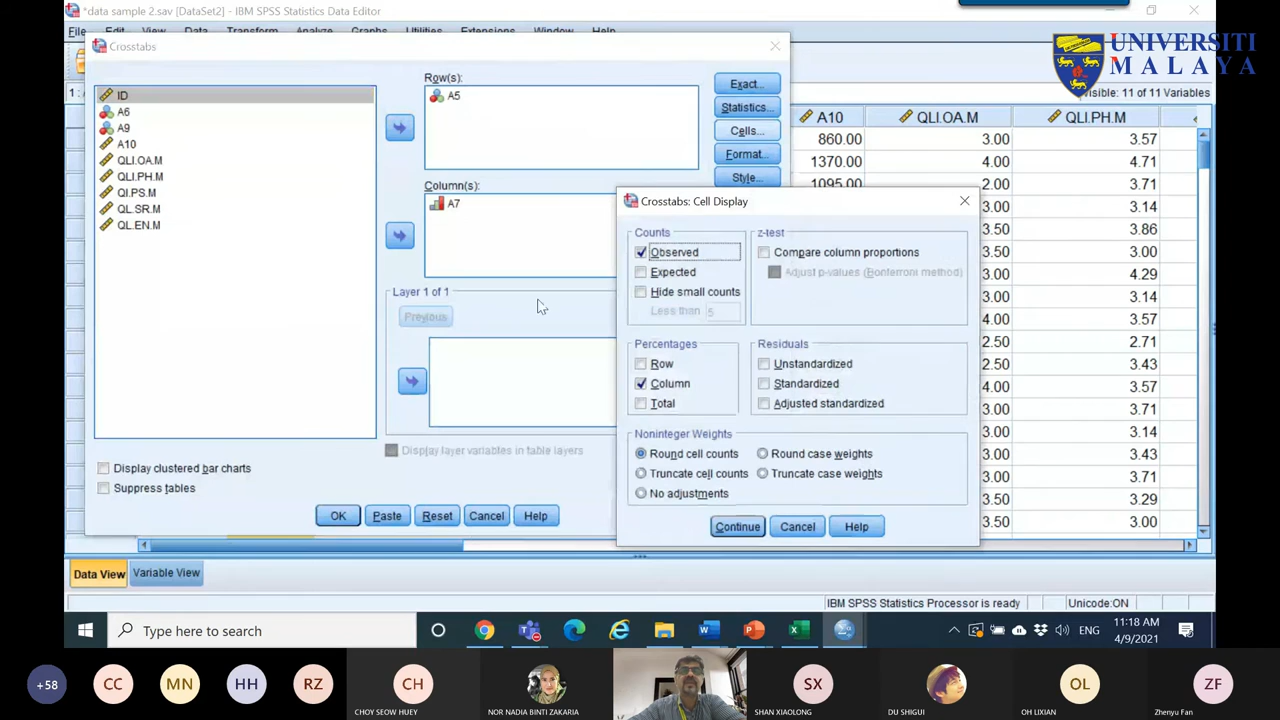 *data sample 2.sav [DataSet2] - IBM SPSS Statistics Data Editor
File Edit View Data Transform Analyze Graphs Utilities Extensions Window Help
UNIVERSITI
MALAYA
Crosstabs
Visible: 11 of 11 Variables
ID
A6
A9
A10
QLI.OA.M
QLI.PH.M
QI.PS.M
QL.SR.M
QL.EN.M
Row(s):
A5
Column(s):
A7
Layer 1 of 1
Previous
Display layer variables in table layers
Exact...
Statistics...
Cells...
Format...
Style...
Display clustered bar charts
Suppress tables
OK Paste Reset Cancel Help
A10 QLI.OA.M QLI.PH.M
860.00 3.00 3.57
1370.00 4.00 4.71
1095.00 2.00 3.71
3.00 3.14
3.50 3.86
3.50 3.00
3.00 4.29
3.00 3.14
4.00 3.57
2.50 2.71
2.50 3.43
4.00 3.57
3.00 3.71
3.00 3.14
3.00 3.43
3.00 3.71
3.50 3.29
3.50 3.00
Crosstabs: Cell Display
Counts
Observed
Expected
Hide small counts
Less than 5
z-test
Compare column proportions
Adjust p-values (Bonferroni method)
Percentages
Row
Column
Total
Residuals
Unstandardized
Standardized
Adjusted standardized
Noninteger Weights
Round cell counts Round case weights
Truncate cell counts Truncate case weights
No adjustments
Continue Cancel Help
Data View Variable View
IBM SPSS Statistics Processor is ready Unicode:ON
Type here to search
ENG
11:18 AM
4/9/2021
+58 CC MN HH RZ CH SX OL ZF
CHOY SEOW HUEY NOR NADIA BINTI ZAKARIA SHAN XIAOLONG DU SHIGUI OH LIXIAN Zhenyu Fan